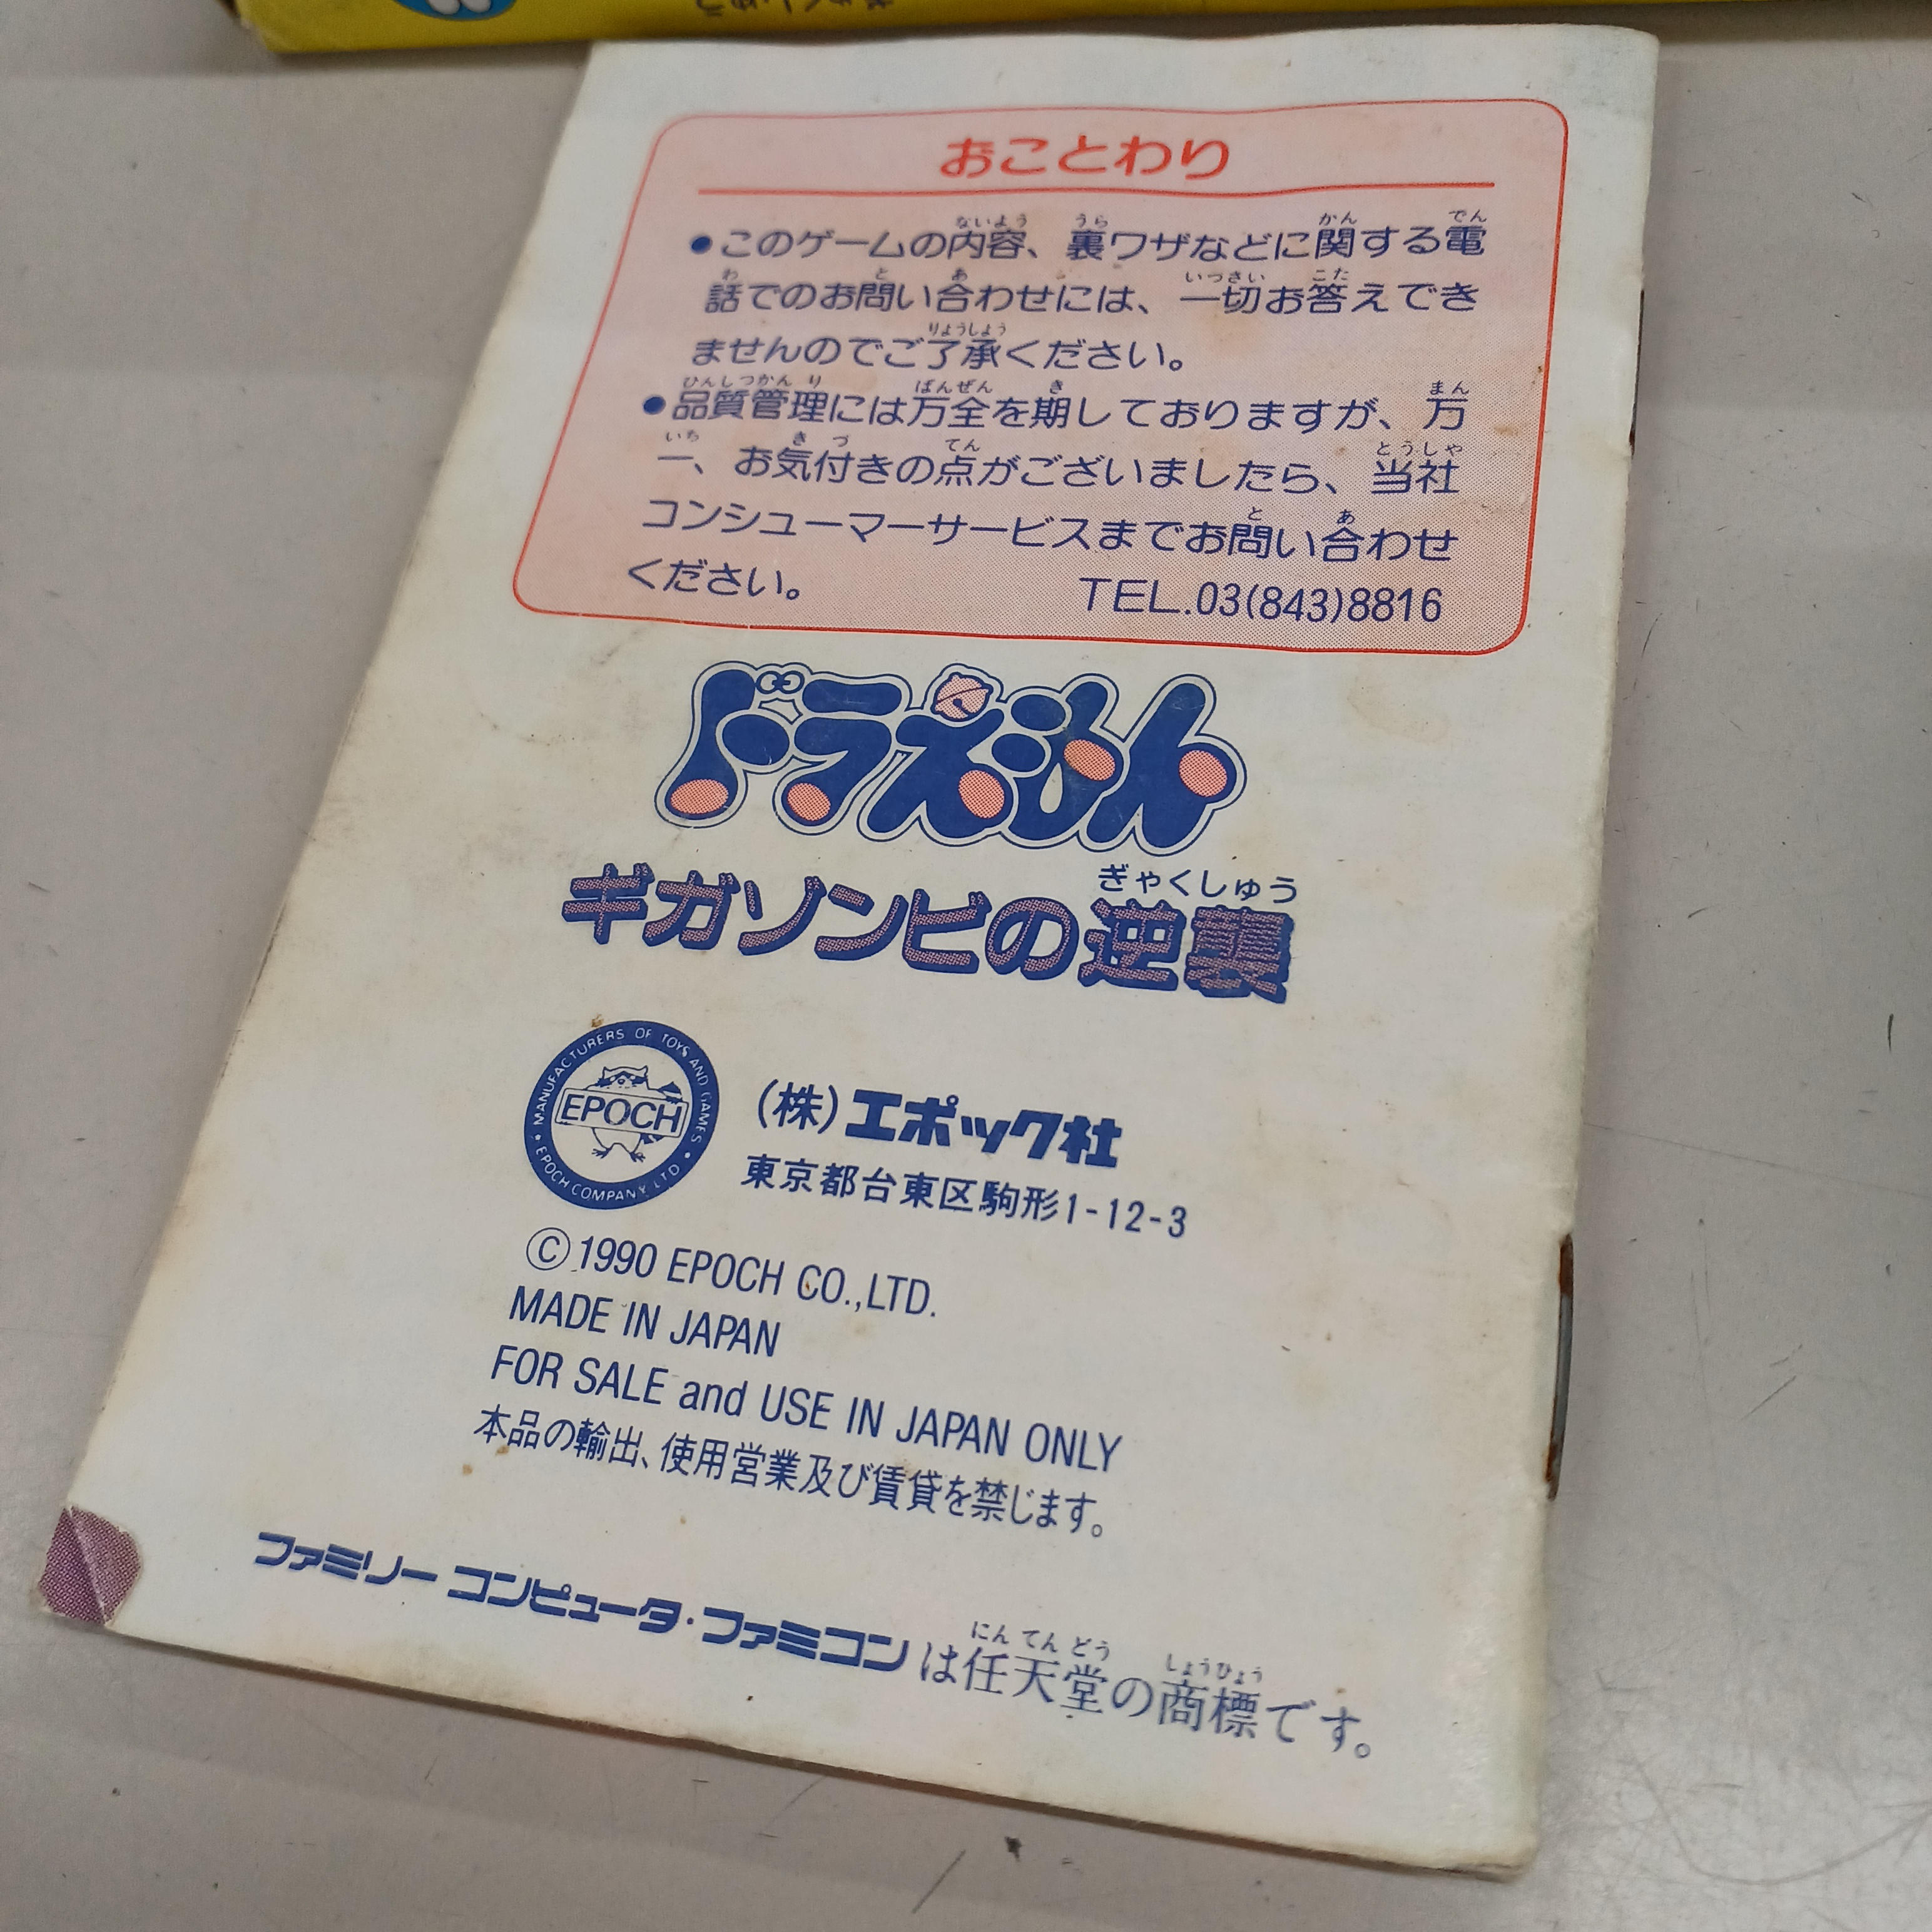 おことわり
●このゲームの内容、裏ワザなどに関する電
話でのお問い合わせには、一切お答えでき
ませんのでご了承ください。
●品質管理には万全を期しておりますが、万
一、お気付きの点がございましたら、当社
コンシューマーサービスまでお問い合わせ
ください。 TEL.03(843)8816
ドラえもん
ぎゃくしゅう
ギガゾンビの逆襲
MANUFACTURERS OF TOYS AND GAMES
EPOCH
EPOCH COMPANY LTD
(株)エポック社
東京都台東区駒形1-12-3
©1990 EPOCH CO.,LTD.
MADE IN JAPAN
FOR SALE and USE IN JAPAN ONLY
本品の輸出、使用営業及び賃貸を禁じます。
ファミリーコンピュータ・ファミコンは任天堂の商標です。